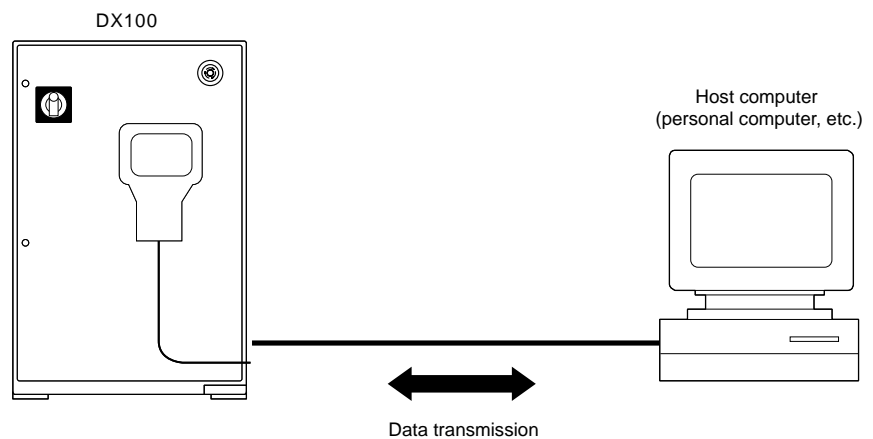 DX100
Host computer
(personal computer, etc.)
Data transmission